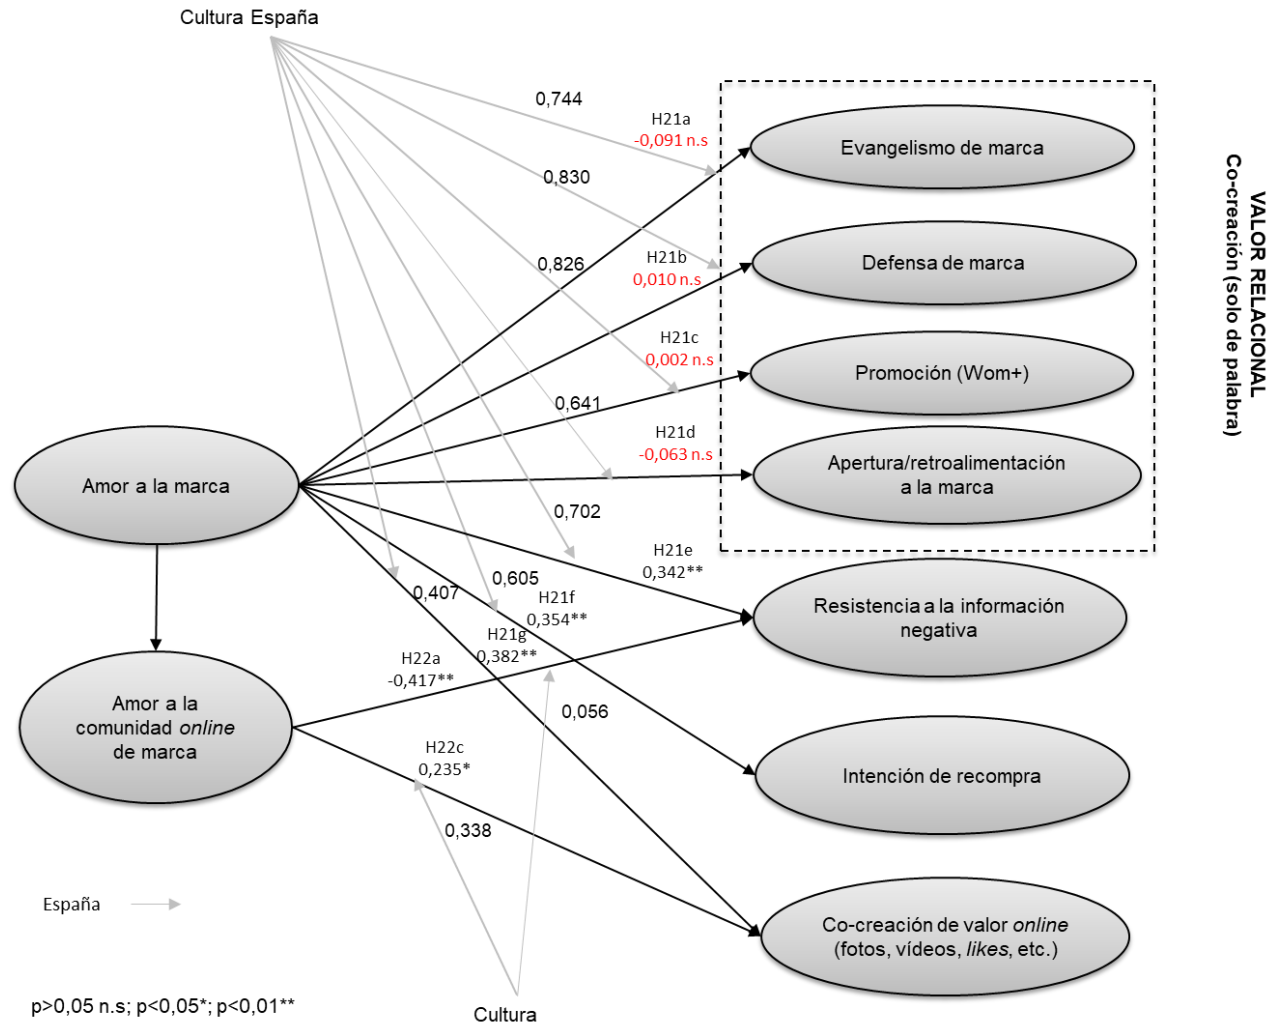 Cultura España
0,744
H21a
-0,091 n.s
Evangelismo de marca
0,830
H21b
0,010 n.s
Defensa de marca
0,826
H21c
0,002 n.s
Promoción (Wom+)
0,641
H21d
-0,063 n.s
Apertura/retroalimentación
a la marca
VALOR RELACIONAL
Co-creación (solo de palabra)
Amor a la marca
0,702
H21e
0,342**
Resistencia a la información
negativa
0,605
H21f
0,354**
0,407
H21g
0,382**
H22a
-0,417**
Amor a la
comunidad online
de marca
0,056
H22c
0,235*
Intención de recompra
0,338
España
Co-creación de valor online
(fotos, vídeos, likes, etc.)
p>0,05 n.s; p<0,05*; p<0,01**
Cultura